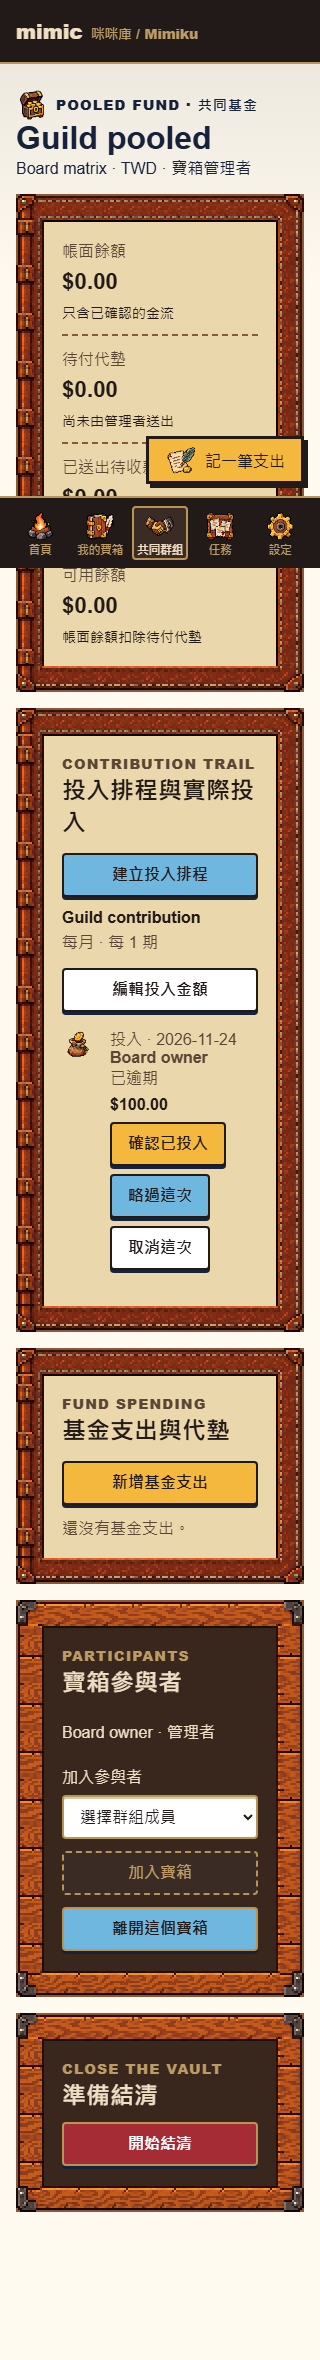 mimic 咪咪庫 / Mimiku
POOLED FUND · 共同基金
Guild pooled
Board matrix · TWD · 寶箱管理者
帳面餘額
$0.00
只含已確認的金流
待付代墊
$0.00
尚未由管理者送出
已送出待收
記一筆支出
$0.00
首頁
我的寶箱
共同群組
任務
設定
可用餘額
$0.00
帳面餘額扣除待付代墊
CONTRIBUTION TRAIL
投入排程與實際投
入
建立投入排程
Guild contribution
每月 · 每 1 期
編輯投入金額
投入 · 2026-11-24
Board owner
已逾期
$100.00
確認已投入
略過這次
取消這次
FUND SPENDING
基金支出與代墊
新增基金支出
還沒有基金支出。
PARTICIPANTS
寶箱參與者
Board owner · 管理者
加入參與者
選擇群組成員
加入寶箱
離開這個寶箱
CLOSE THE VAULT
準備結清
開始結清